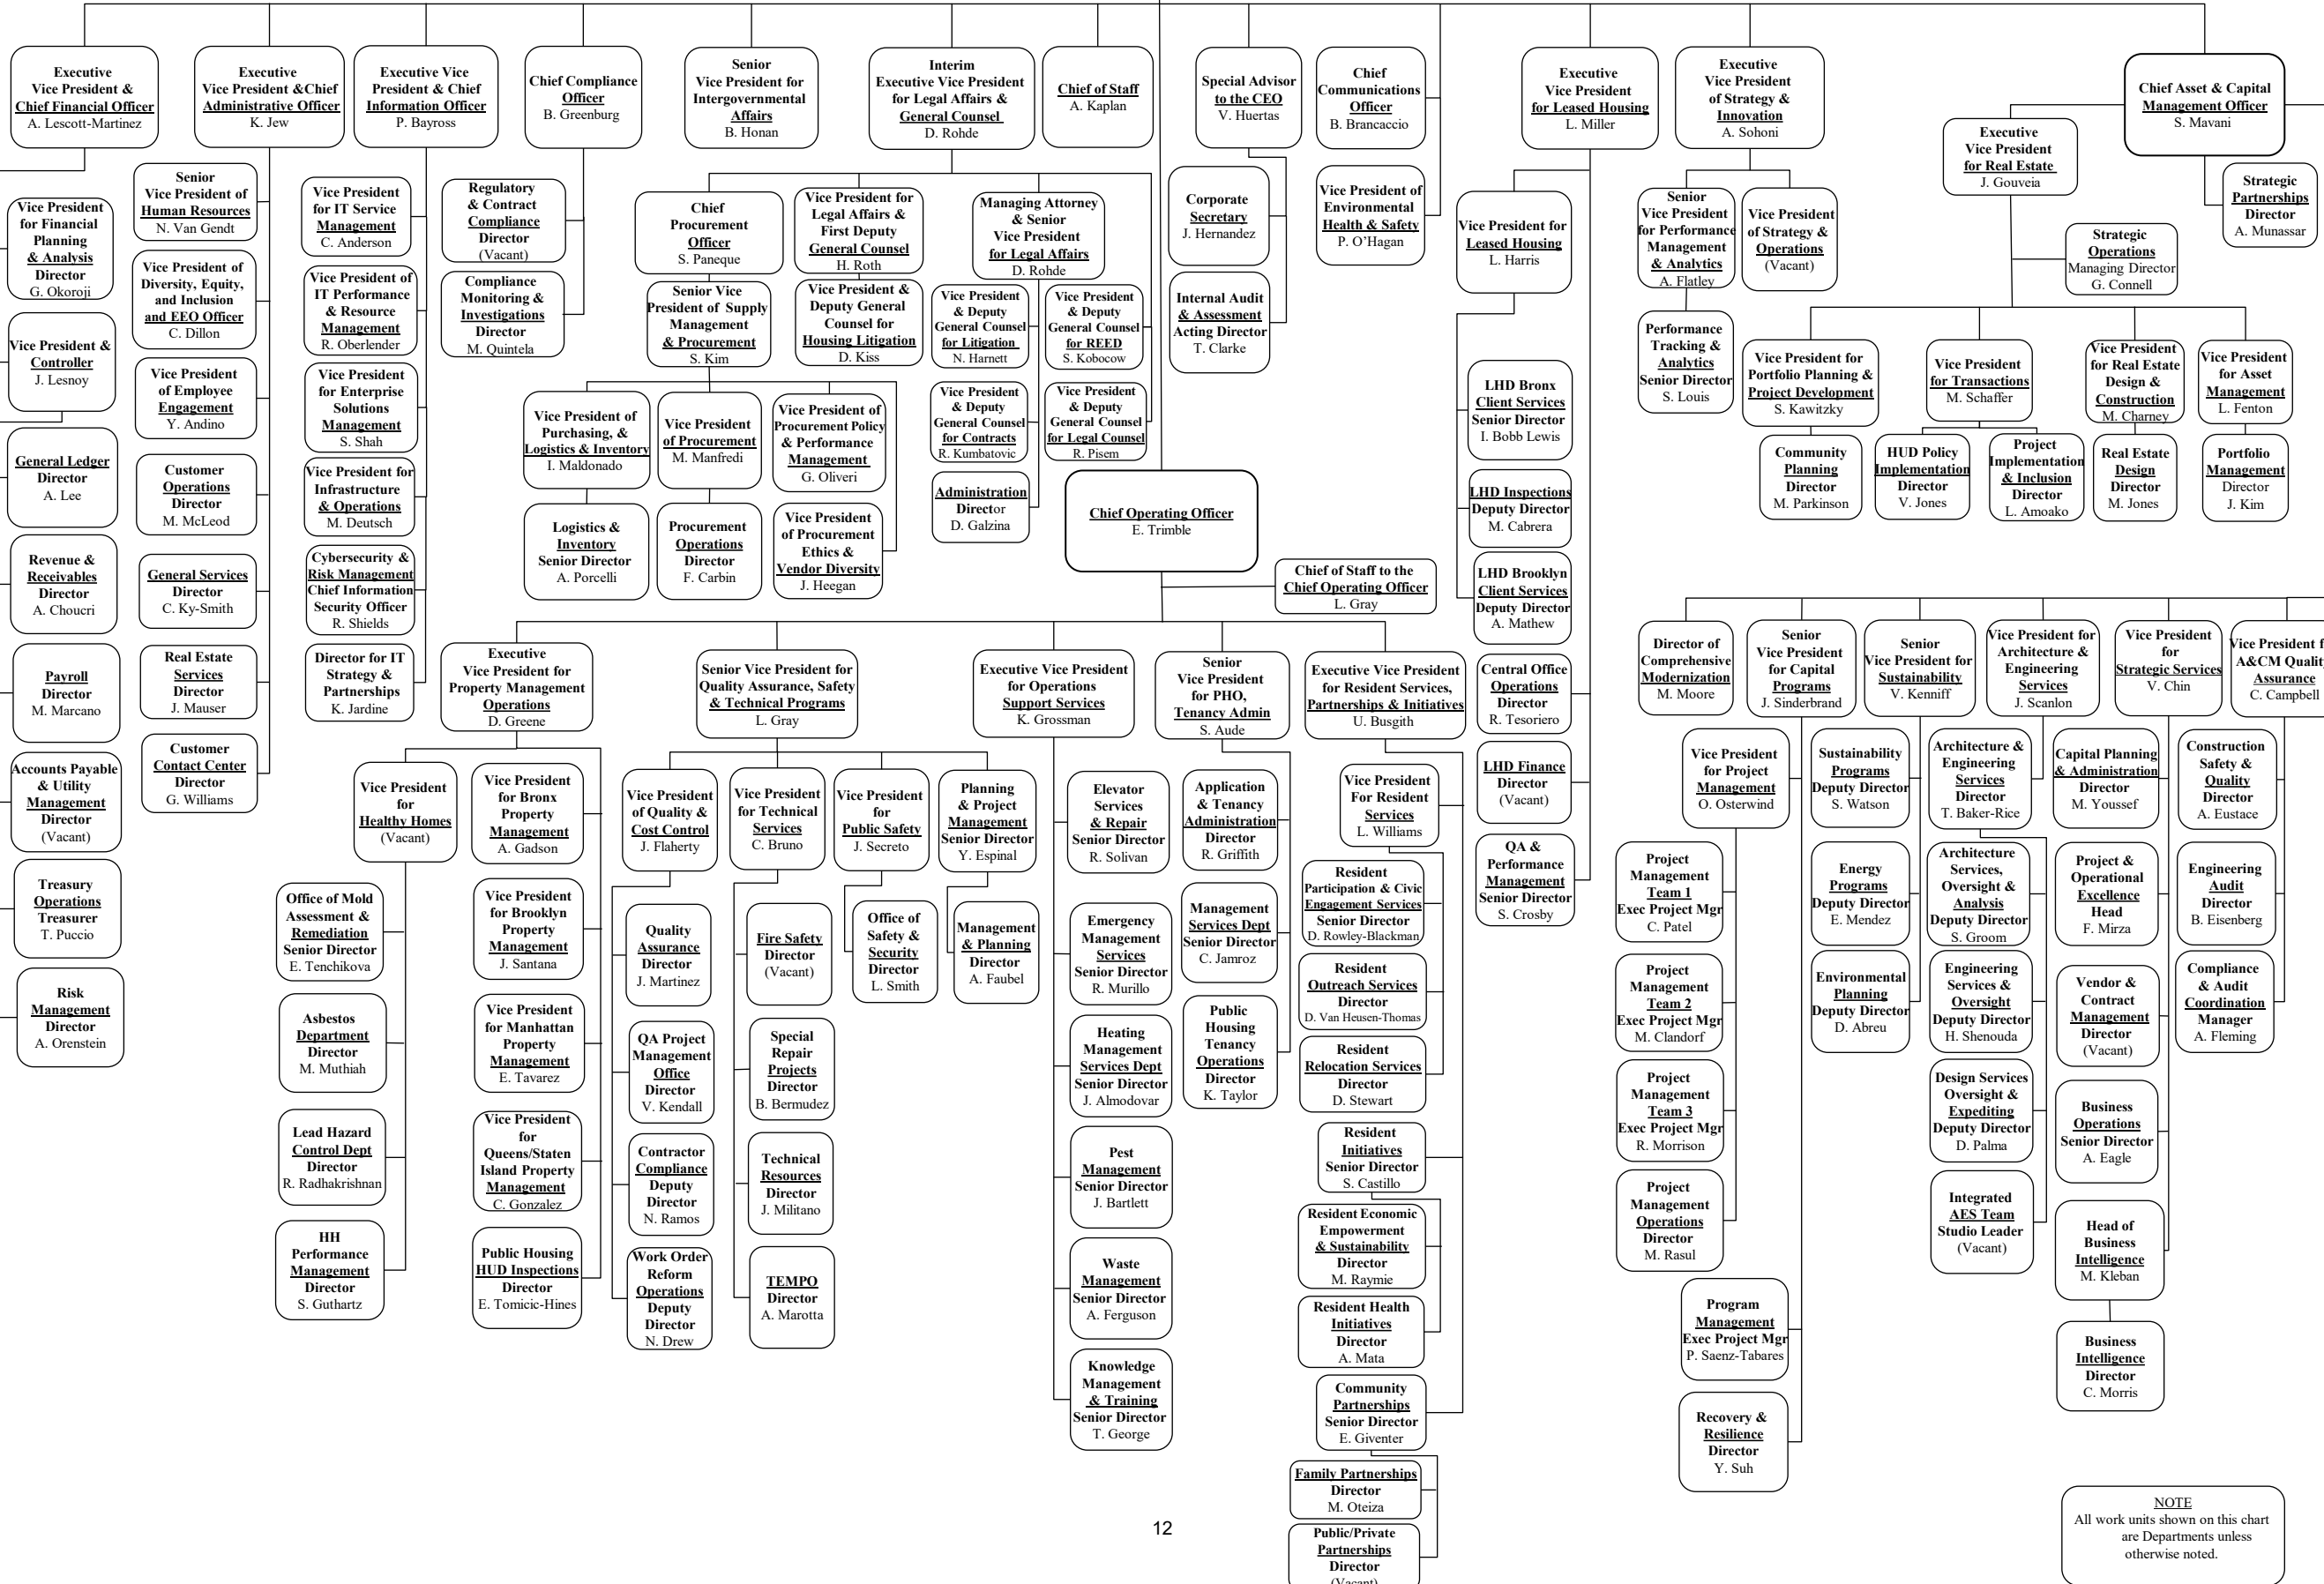 Executive
Vice President &
Chief Financial Officer
A. Lescott-Martinez
Executive
Vice President &Chief
Administrative Officer
K. Jew
Executive Vice
President & Chief
Information Officer
P. Bayross
Chief Compliance
Officer
B. Greenburg
Senior
Vice President for
Intergovernmental
Affairs
B. Honan
Interim
Executive Vice President
for Legal Affairs &
General Counsel
D. Rohde
Chief of Staff
A. Kaplan
Special Advisor
to the CEO
V. Huertas
Chief
Communications
Officer
B. Brancaccio
Executive
Vice President
for Leased Housing
L. Miller
Executive
Vice President
of Strategy &
Innovation
A. Sohoni
Chief Asset & Capital
Management Officer
S. Mavani
Executive
Vice President
for Real Estate
J. Gouveia
Strategic
Partnerships
Director
A. Munassar
Strategic
Operations
Managing Director
G. Connell
Vice President
for Financial
Planning
& Analysis
Director
G. Okoroji
Vice President &
Controller
J. Lesnoy
General Ledger
Director
A. Lee
Revenue &
Receivables
Director
A. Choucri
Payroll
Director
M. Marcano
Accounts Payable
& Utility
Management
Director
(Vacant)
Treasury
Operations
Treasurer
T. Puccio
Risk
Management
Director
A. Orenstein
Senior
Vice President of
Human Resources
N. Van Gendt
Vice President of
Diversity, Equity,
and Inclusion
and EEO Officer
C. Dillon
Vice President
of Employee
Engagement
Y. Andino
Customer
Operations
Director
M. McLeod
General Services
Director
C. Ky-Smith
Real Estate
Services
Director
J. Mauser
Customer
Contact Center
Director
G. Williams
Vice President
for IT Service
Management
C. Anderson
Vice President of
IT Performance
& Resource
Management
R. Oberlender
Vice President
for Enterprise
Solutions
Management
S. Shah
Vice President for
Infrastructure
& Operations
M. Deutsch
Cybersecurity &
Risk Management
Chief Information
Security Officer
R. Shields
Director for IT
Strategy &
Partnerships
K. Jardine
Regulatory
& Contract
Compliance
Director
(Vacant)
Compliance
Monitoring &
Investigations
Director
M. Quintela
Chief
Procurement
Officer
S. Paneque
Senior Vice
President of Supply
Management
& Procurement
S. Kim
Vice President of
Purchasing, &
Logistics & Inventory
I. Maldonado
Logistics &
Inventory
Senior Director
A. Porcelli
Vice President
of Procurement
M. Manfredi
Procurement
Operations
Director
F. Carbin
Vice President of
Procurement Policy
& Performance
Management
G. Oliveri
Vice President
of Procurement
Ethics &
Vendor Diversity
J. Heegan
Vice President for
Legal Affairs &
First Deputy
General Counsel
H. Roth
Vice President &
Deputy General
Counsel for
Housing Litigation
D. Kiss
Managing Attorney
& Senior
Vice President
for Legal Affairs
D. Rohde
Vice President
& Deputy
General Counsel
for Litigation
N. Harnett
Vice President
& Deputy
General Counsel
for REED
S. Kobocow
Vice President
& Deputy
General Counsel
for Contracts
R. Kumbatovic
Vice President
& Deputy
General Counsel
for Legal Counsel
R. Pisem
Administration
Director
D. Galzina
Corporate
Secretary
J. Hernandez
Internal Audit
& Assessment
Acting Director
T. Clarke
Vice President of
Environmental
Health & Safety
P. O'Hagan
Vice President for
Leased Housing
L. Harris
LHD Bronx
Client Services
Senior Director
I. Bobb Lewis
LHD Inspections
Deputy Director
M. Cabrera
LHD Brooklyn
Client Services
Deputy Director
A. Mathew
Central Office
Operations
Director
R. Tesoriero
LHD Finance
Director
(Vacant)
QA &
Performance
Management
Senior Director
S. Crosby
Senior
Vice President
for Performance
Management
& Analytics
A. Flatley
Vice President
of Strategy &
Operations
(Vacant)
Performance
Tracking &
Analytics
Senior Director
S. Louis
Vice President for
Portfolio Planning &
Project Development
S. Kawitzky
Community
Planning
Director
M. Parkinson
Vice President
for Transactions
M. Schaffer
HUD Policy
Implementation
Director
V. Jones
Project
Implementation
& Inclusion
Director
L. Amoako
Vice President
for Real Estate
Design &
Construction
M. Charney
Real Estate
Design
Director
M. Jones
Vice President
for Asset
Management
L. Fenton
Portfolio
Management
Director
J. Kim
Chief Operating Officer
E. Trimble
Chief of Staff to the
Chief Operating Officer
L. Gray
Executive
Vice President for
Property Management
Operations
D. Greene
Senior Vice President for
Quality Assurance, Safety
& Technical Programs
L. Gray
Executive Vice President
for Operations
Support Services
K. Grossman
Senior
Vice President
for PHO,
Tenancy Admin
S. Aude
Executive Vice President
for Resident Services,
Partnerships & Initiatives
U. Busgith
Vice President
for
Healthy Homes
(Vacant)
Office of Mold
Assessment &
Remediation
Senior Director
E. Tenchikova
Asbestos
Department
Director
M. Muthiah
Lead Hazard
Control Dept
Director
R. Radhakrishnan
HH
Performance
Management
Director
S. Guthartz
Vice President
for Bronx
Property
Management
A. Gadson
Vice President
for Brooklyn
Property
Management
J. Santana
Vice President
for Manhattan
Property
Management
E. Tavarez
Vice President
for
Queens/Staten
Island Property
Management
C. Gonzalez
Public Housing
HUD Inspections
Director
E. Tomicic-Hines
Vice President
of Quality &
Cost Control
J. Flaherty
Quality
Assurance
Director
J. Martinez
QA Project
Management
Office
Director
V. Kendall
Contractor
Compliance
Deputy
Director
N. Ramos
Work Order
Reform
Operations
Deputy
Director
N. Drew
Vice President
for Technical
Services
C. Bruno
Fire Safety
Director
(Vacant)
Special
Repair
Projects
Director
B. Bermudez
Technical
Resources
Director
J. Militano
TEMPO
Director
A. Marotta
Vice President
for
Public Safety
J. Secreto
Office of
Safety &
Security
Director
L. Smith
Planning
& Project
Management
Senior Director
Y. Espinal
Management
& Planning
Director
A. Faubel
Elevator
Services
& Repair
Senior Director
R. Solivan
Emergency
Management
Services
Senior Director
R. Murillo
Heating
Management
Services Dept
Senior Director
J. Almodovar
Pest
Management
Senior Director
J. Bartlett
Waste
Management
Senior Director
A. Ferguson
Knowledge
Management
& Training
Senior Director
T. George
Application
& Tenancy
Administration
Director
R. Griffith
Management
Services Dept
Senior Director
C. Jamroz
Public
Housing
Tenancy
Operations
Director
K. Taylor
Vice President
For Resident
Services
L. Williams
Resident
Participation & Civic
Engagement Services
Senior Director
D. Rowley-Blackman
Resident
Outreach Services
Director
D. Van Heusen-Thomas
Resident
Relocation Services
Director
D. Stewart
Resident
Initiatives
Senior Director
S. Castillo
Resident Economic
Empowerment
& Sustainability
Director
M. Raymie
Resident Health
Initiatives
Director
A. Mata
Community
Partnerships
Senior Director
E. Giventer
Family Partnerships
Director
M. Oteiza
Public/Private
Partnerships
Director
(Vacant)
Director of
Comprehensive
Modernization
M. Moore
Senior
Vice President
for Capital
Programs
J. Sinderbrand
Senior
Vice President for
Sustainability
V. Kenniff
Vice President for
Architecture &
Engineering
Services
J. Scanlon
Vice President
for
Strategic Services
V. Chin
Vice President f
A&CM Quality
Assurance
C. Campbell
Vice President
for Project
Management
O. Osterwind
Project
Management
Team 1
Exec Project Mgr
C. Patel
Project
Management
Team 2
Exec Project Mgr
M. Clandorf
Project
Management
Team 3
Exec Project Mgr
R. Morrison
Project
Management
Operations
Director
M. Rasul
Program
Management
Exec Project Mgr
P. Saenz-Tabares
Recovery &
Resilience
Director
Y. Suh
Sustainability
Programs
Deputy Director
S. Watson
Energy
Programs
Deputy Director
E. Mendez
Environmental
Planning
Deputy Director
D. Abreu
Architecture &
Engineering
Services
Director
T. Baker-Rice
Architecture
Services,
Oversight &
Analysis
Deputy Director
S. Groom
Engineering
Services &
Oversight
Deputy Director
H. Shenouda
Design Services
Oversight &
Expediting
Deputy Director
D. Palma
Integrated
AES Team
Studio Leader
(Vacant)
Capital Planning
& Administration
Director
M. Youssef
Project &
Operational
Excellence
Head
F. Mirza
Vendor &
Contract
Management
Director
(Vacant)
Business
Operations
Senior Director
A. Eagle
Head of
Business
Intelligence
M. Kleban
Business
Intelligence
Director
C. Morris
Construction
Safety &
Quality
Director
A. Eustace
Engineering
Audit
Director
B. Eisenberg
Compliance
& Audit
Coordination
Manager
A. Fleming
12
NOTE
All work units shown on this chart
are Departments unless
otherwise noted.